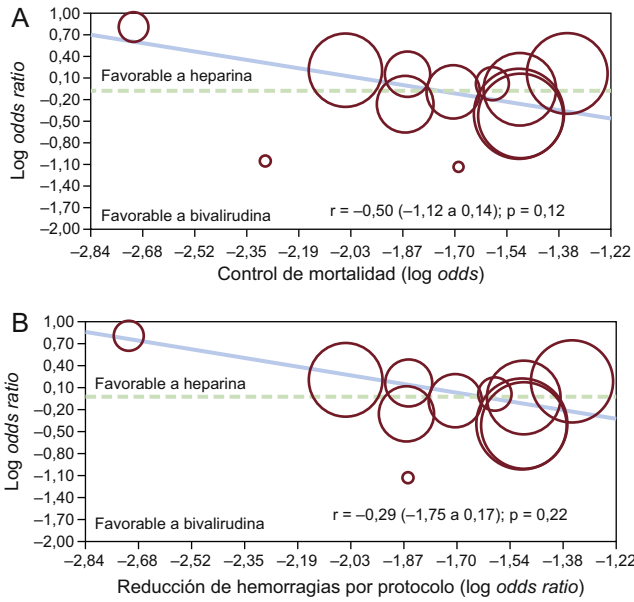 A
1,00
0,70
0,40
0,10
–0,20
–0,50
–0,80
–1,10
–1,40
–1,70
–2,00
Log odds ratio
Favorable a heparina
Favorable a bivalirudina
r = –0,50 (–1,12 a 0,14); p = 0,12
–2,84 –2,68 –2,52 –2,35 –2,19 –2,03 –1,87 –1,70 –1,54 –1,38 –1,22
Control de mortalidad (log odds)
B
1,00
0,70
0,40
0,10
–0,20
–0,50
–0,80
–1,10
–1,40
–1,70
–2,00
Log odds ratio
Favorable a heparina
Favorable a bivalirudina
r = –0,29 (–1,75 a 0,17); p = 0,22
–2,84 –2,68 –2,52 –2,35 –2,19 –2,03 –1,87 –1,70 –1,54 –1,38 –1,22
Reducción de hemorragias por protocolo (log odds ratio)